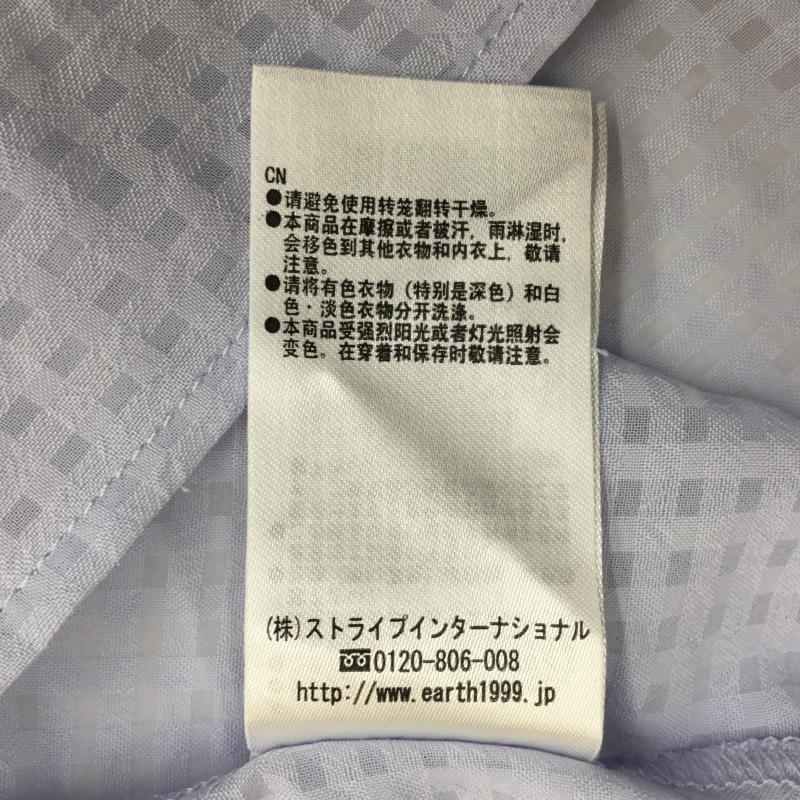 CN
●请避免使用转笼翻转干燥。
●本商品在摩擦或者被汗，雨淋湿时，
会移色到其他衣物和内衣上，敬请
注意。
●请将有色衣物（特别是深色）和白
色・淡色衣物分开洗涤。
●本商品受强烈阳光或者灯光照射会
变色。在穿着和保存时敬请注意。
(株)ストライプインターナショナル
0120-806-008
http://www.earth1999.jp